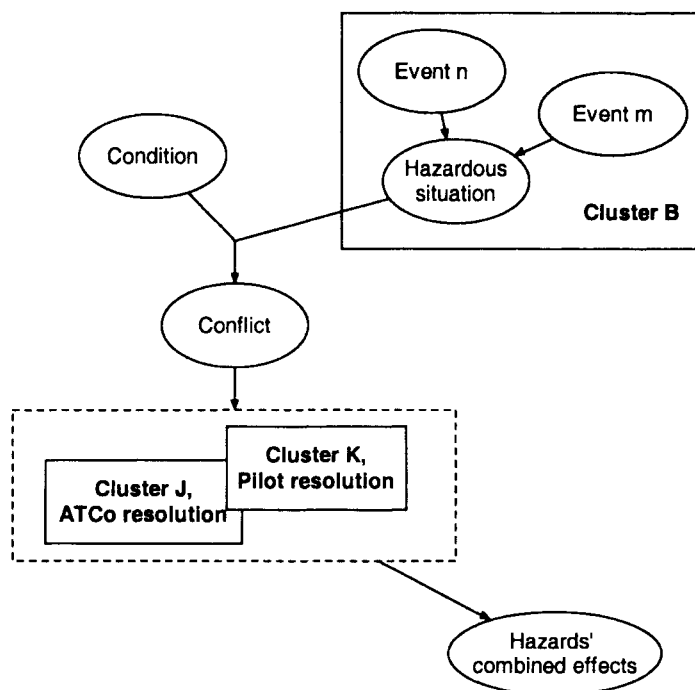 Event n
Event m
Condition
Hazardous
situation
Cluster B
Conflict
Cluster K,
Pilot resolution
Cluster J,
ATCo resolution
Hazards'
combined effects